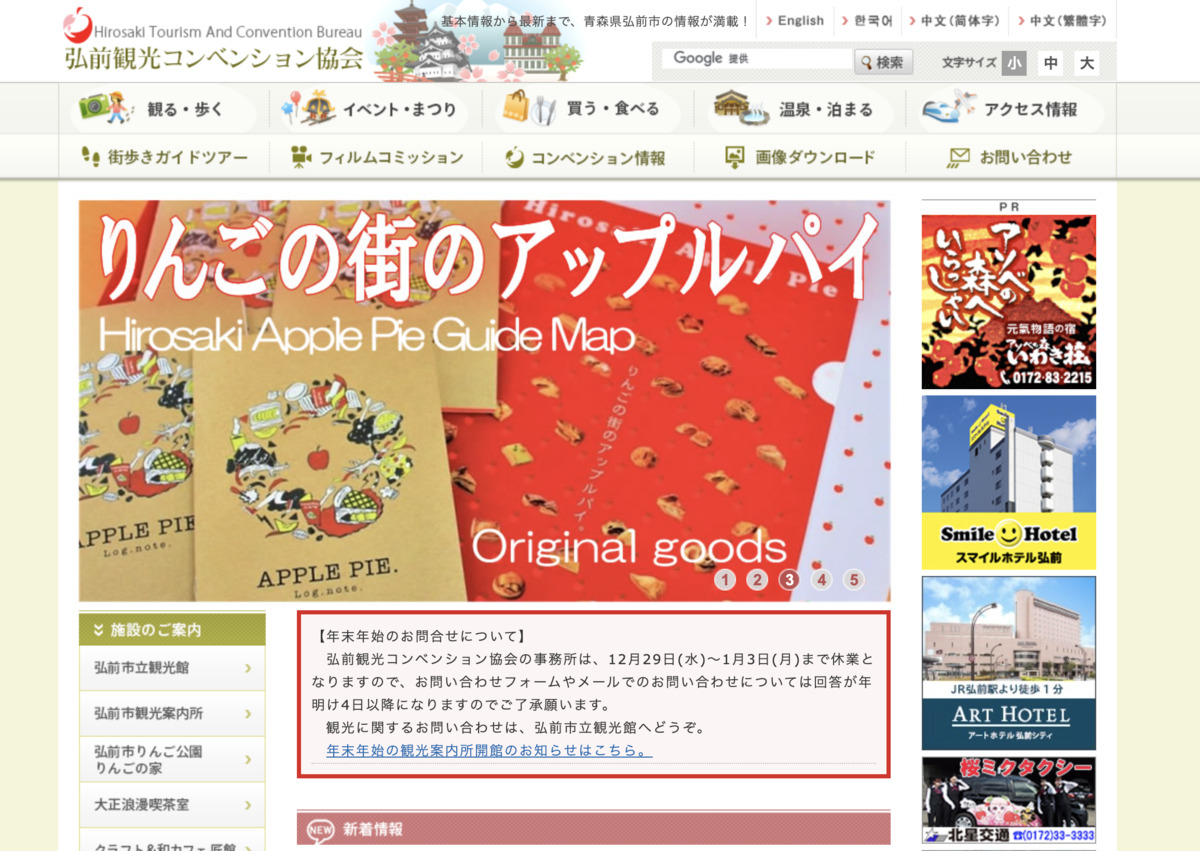 Hirosaki Tourism And Convention Bureau
弘前観光コンベンション協会
基本情報から最新まで、青森県弘前市の情報が満載！
English
한국어
中文(简体字)
中文(繁體字)
Google 提供
検索
文字サイズ 小 中 大
観る・歩く
イベント・まつり
買う・食べる
温泉・泊まる
アクセス情報
街歩きガイドツアー
フィルムコミッション
コンベンション情報
画像ダウンロード
お問い合わせ
りんごの街のアップルパイ
Hirosaki Apple Pie Guide Map
Hirosaki
Apple Pie
りんごの街のアップルパイ。
APPLE PIE
Log.note.
APPLE PIE.
Log.note.
Original goods
1 2 3 4 5
施設のご案内
弘前市立観光館
弘前市観光案内所
弘前市りんご公園
りんごの家
大正浪漫喫茶室
クラフト&和カフェ 匠館
【年末年始のお問合せについて】
弘前観光コンベンション協会の事務所は、12月29日(水)〜1月3日(月)まで休業と
なりますので、お問い合わせフォームやメールでのお問い合わせについては回答が年
明け4日以降になりますのでご了承願います。
観光に関するお問い合わせは、弘前市立観光館へどうぞ。
年末年始の観光案内所開館のお知らせはこちら。
NEW 新着情報
PR
アソベの
森へ
いらっしゃい
元氣物語の宿
アソベの森
いわき荘
0172-83-2215
Smile Hotel
スマイルホテル弘前
JR弘前駅より徒歩1分
ART HOTEL
アートホテル弘前シティ
桜ミクタクシー
北星交通 ☎(0172)33-3333